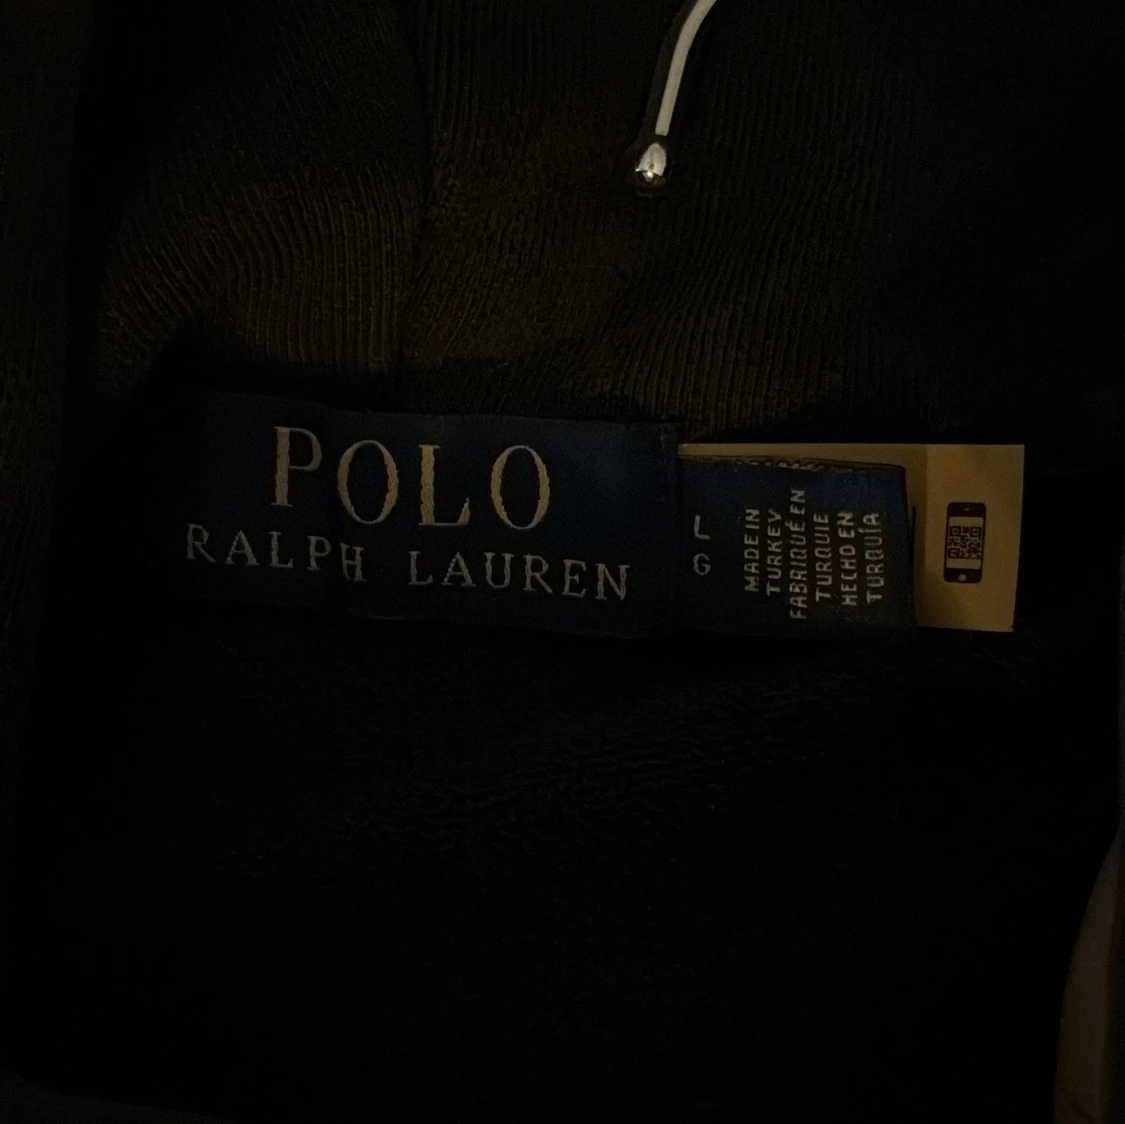 POLO
RALPH LAUREN
L
G
MADE IN
TURKEY
FABRIQUÉ EN
TURQUIE
HECHO EN
TURQUÍA